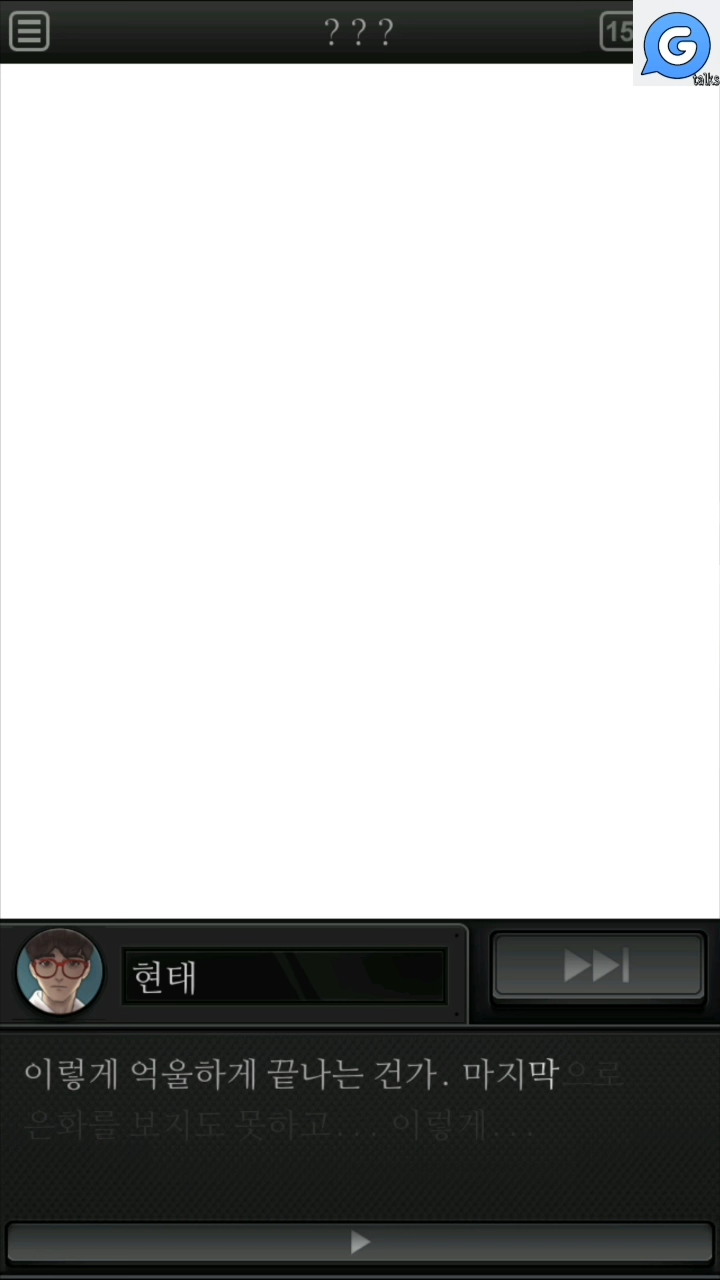 ? ? ?
15
G
talks
현태
이렇게 억울하게 끝나는 건가. 마지막으로
은화를 보지도 못하고... 이렇게...